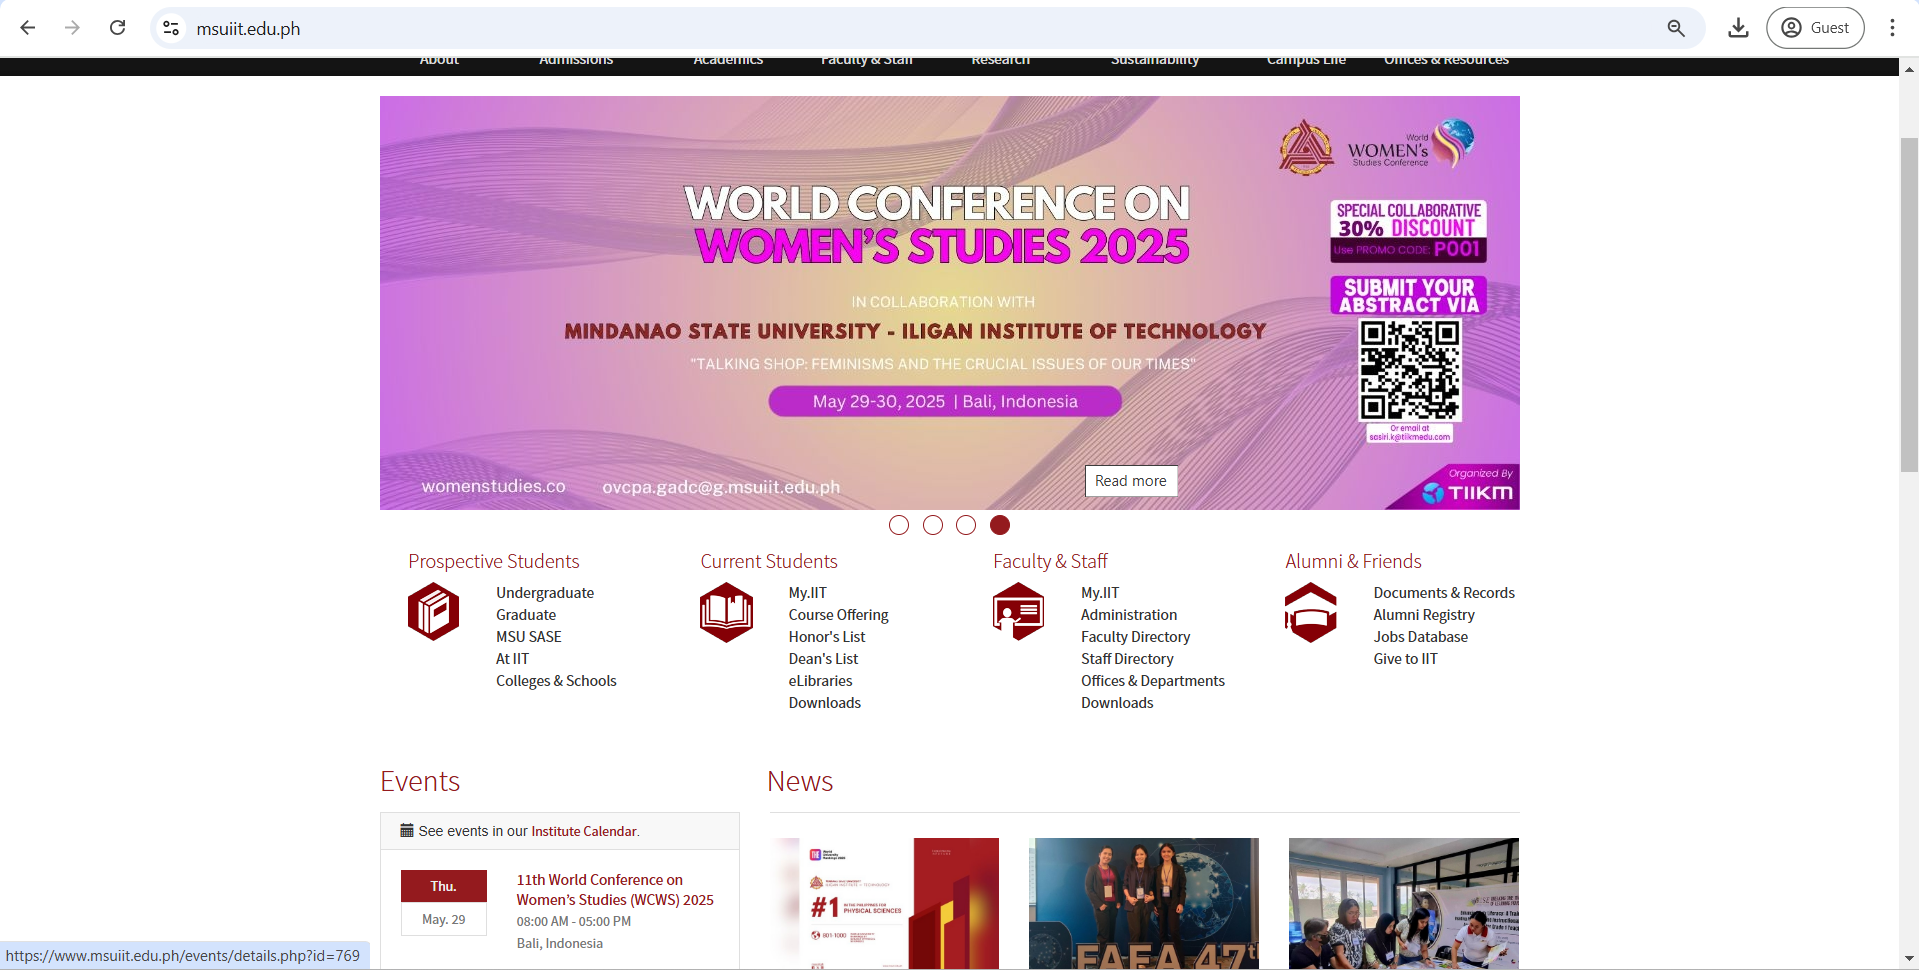 msuiit.edu.ph
Guest
About Admissions Academics Faculty & Staff Research Sustainability Campus Life Offices & Resources
World
WOMEN's
Studies Conference
WORLD CONFERENCE ON
WOMEN'S STUDIES 2025
SPECIAL COLLABORATIVE
30% DISCOUNT
Use PROMO CODE: P001
SUBMIT YOUR
ABSTRACT VIA
IN COLLABORATION WITH
MINDANAO STATE UNIVERSITY - ILIGAN INSTITUTE OF TECHNOLOGY
"TALKING SHOP: FEMINISMS AND THE CRUCIAL ISSUES OF OUR TIMES"
May 29-30, 2025 | Bali, Indonesia
Or email at
sasiri.k@tiikmedu.com
womenstudies.co ovcpa.gadc@g.msuiit.edu.ph
Read more
Organized By
TIIKM
Prospective Students
Undergraduate
Graduate
MSU SASE
At IIT
Colleges & Schools
Current Students
My.IIT
Course Offering
Honor's List
Dean's List
eLibraries
Downloads
Faculty & Staff
My.IIT
Administration
Faculty Directory
Staff Directory
Offices & Departments
Downloads
Alumni & Friends
Documents & Records
Alumni Registry
Jobs Database
Give to IIT
Events
See events in our Institute Calendar.
Thu.
May. 29
11th World Conference on
Women's Studies (WCWS) 2025
08:00 AM - 05:00 PM
Bali, Indonesia
News
#1 IN THE PHILIPPINES FOR
PHYSICAL SCIENCES
801-1000
FAFA 47th
https://www.msuiit.edu.ph/events/details.php?id=769